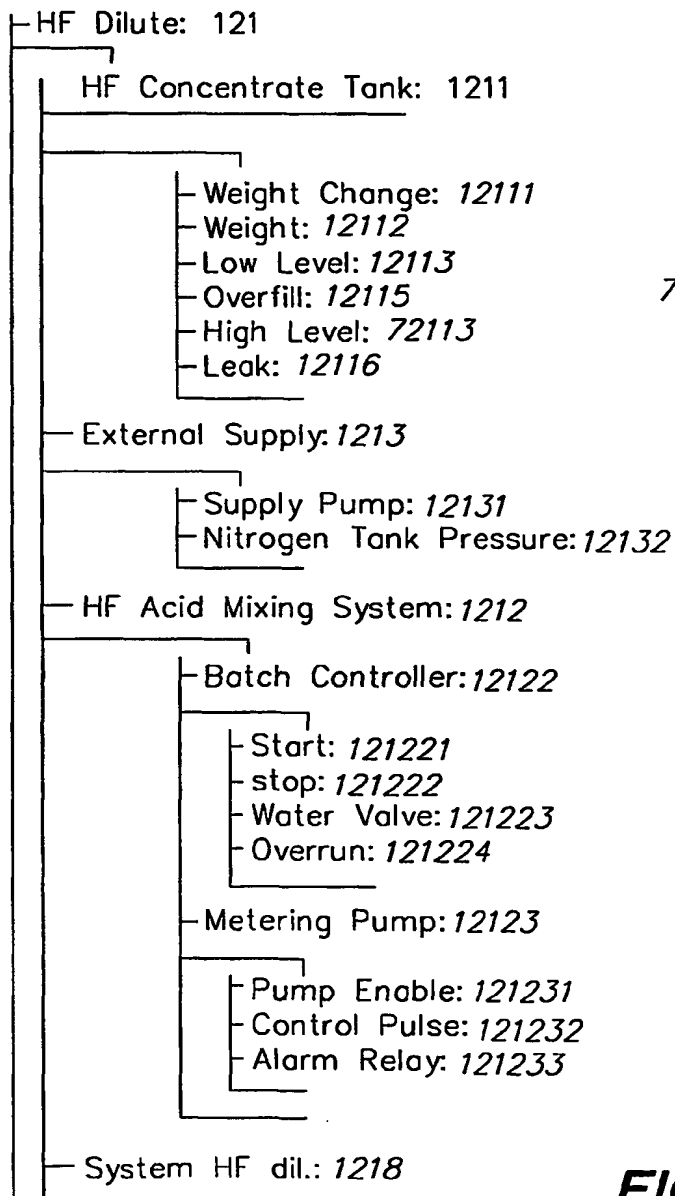 HF Dilute: 121
HF Concentrate Tank: 1211
Weight Change: 12111
Weight: 12112
Low Level: 12113
Overfill: 12115
High Level: 72113
Leak: 12116
7
External Supply: 1213
Supply Pump: 12131
Nitrogen Tank Pressure: 12132
HF Acid Mixing System: 1212
Batch Controller: 12122
Start: 121221
stop: 121222
Water Valve: 121223
Overrun: 121224
Metering Pump: 12123
Pump Enable: 121231
Control Pulse: 121232
Alarm Relay: 121233
System HF dil.: 1218